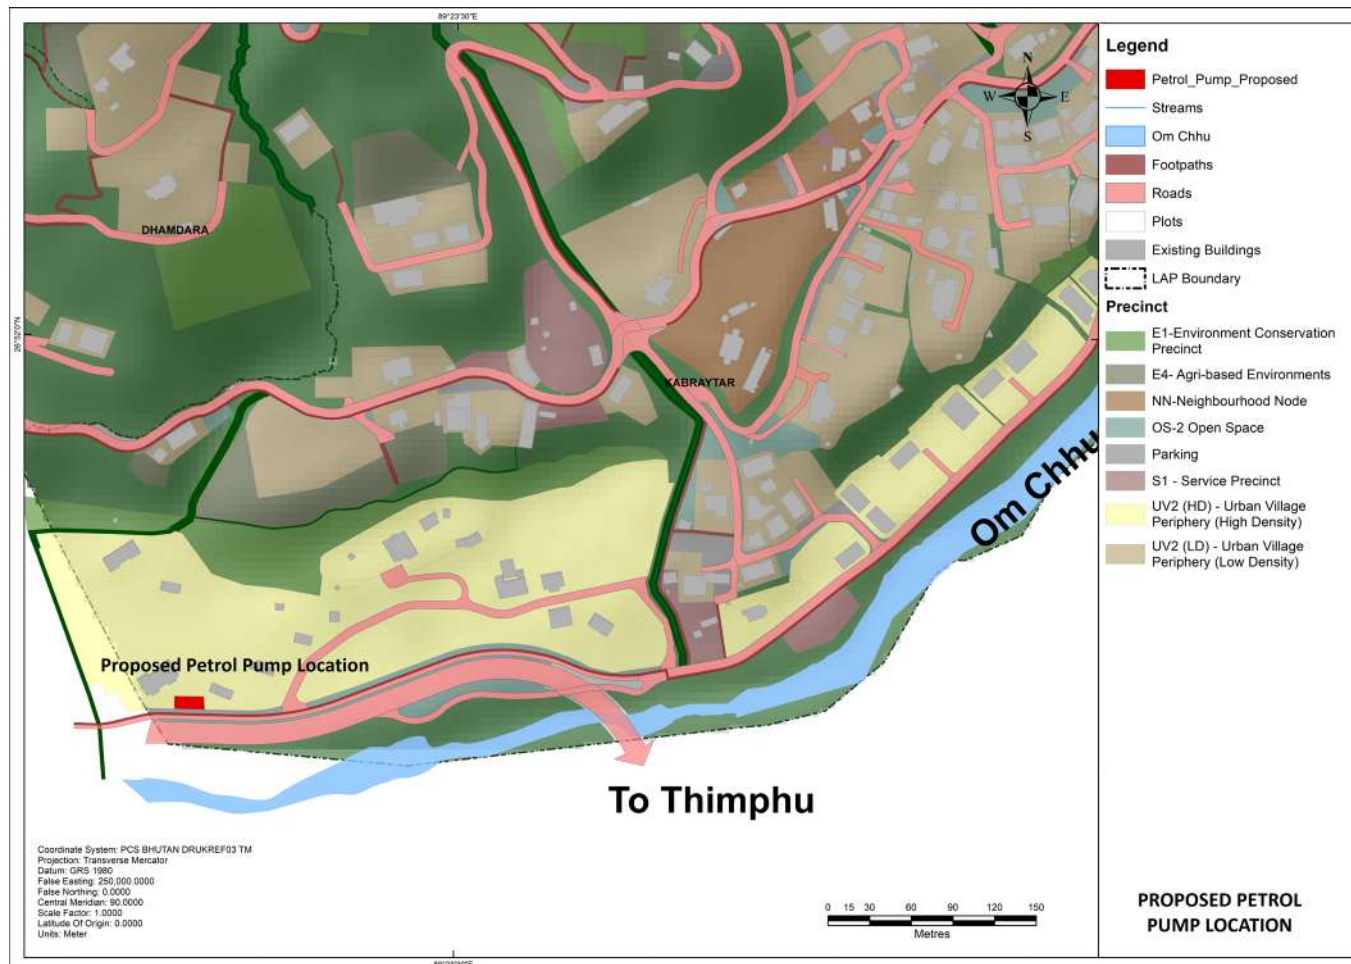 89°23'30"E
Legend
Petrol_Pump_Proposed
Streams
Om Chhu
Footpaths
Roads
Plots
Existing Buildings
LAP Boundary
Precinct
E1-Environment Conservation
Precinct
E4- Agri-based Environments
NN-Neighbourhood Node
OS-2 Open Space
Parking
S1 - Service Precinct
UV2 (HD) - Urban Village
Periphery (High Density)
UV2 (LD) - Urban Village
Periphery (Low Density)
N
W E
S
DHAMDARA
26°52'0"N
KABRAYTAR
Om Chhu
Proposed Petrol Pump Location
To Thimphu
Coordinate System: PCS BHUTAN DRUKREF03 TM
Projection: Transverse Mercator
Datum: GRS 1980
False Easting: 250,000.0000
False Northing: 0.0000
Central Meridian: 90.0000
Scale Factor: 1.0000
Latitude Of Origin: 0.0000
Units: Meter
0 15 30 60 90 120 150
Metres
PROPOSED PETROL
PUMP LOCATION